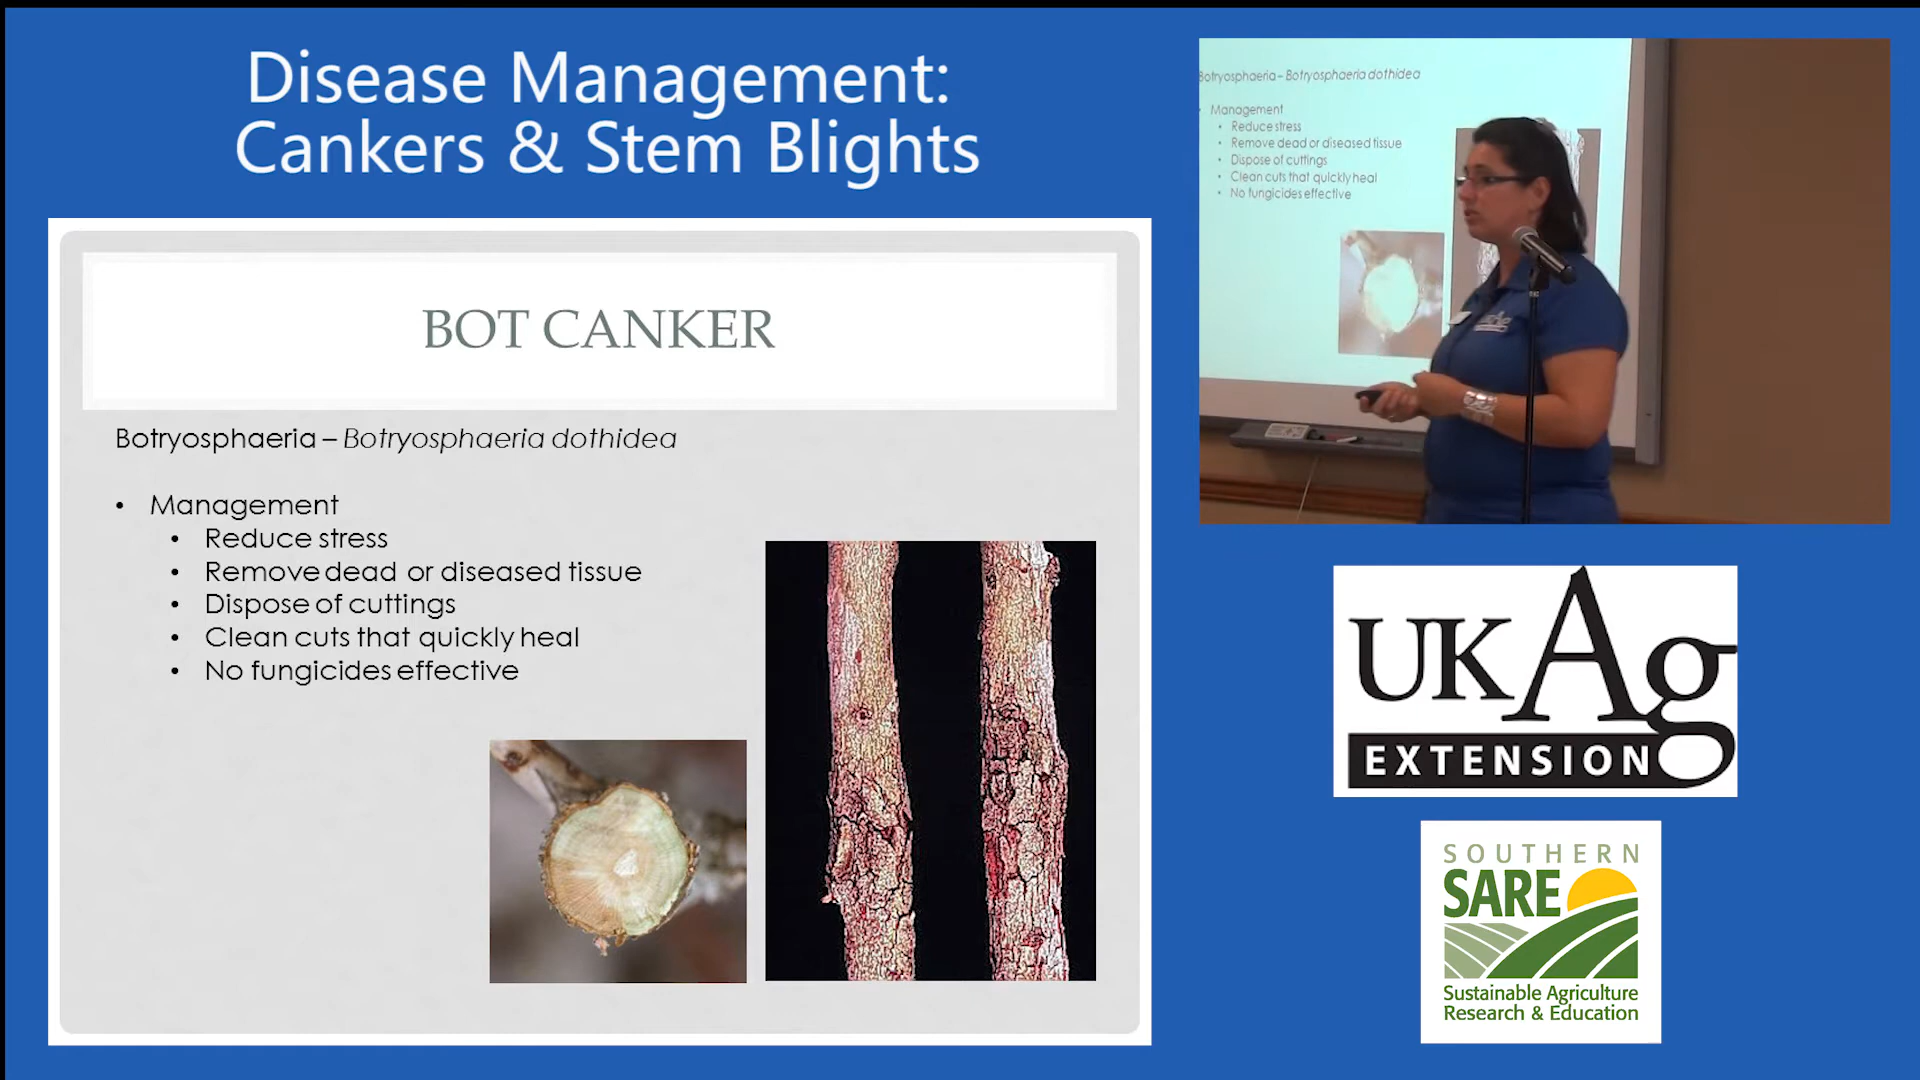 Disease Management:
Cankers & Stem Blights
BOT CANKER
Botryosphaeria – Botryosphaeria dothidea
• Management
• Reduce stress
• Remove dead or diseased tissue
• Dispose of cuttings
• Clean cuts that quickly heal
• No fungicides effective
Botryosphaeria – Botryosphaeria dothidea
• Management
• Reduce stress
• Remove dead or diseased tissue
• Dispose of cuttings
• Clean cuts that quickly heal
• No fungicides effective
UKAg
EXTENSION
SOUTHERN
SARE
Sustainable Agriculture
Research & Education